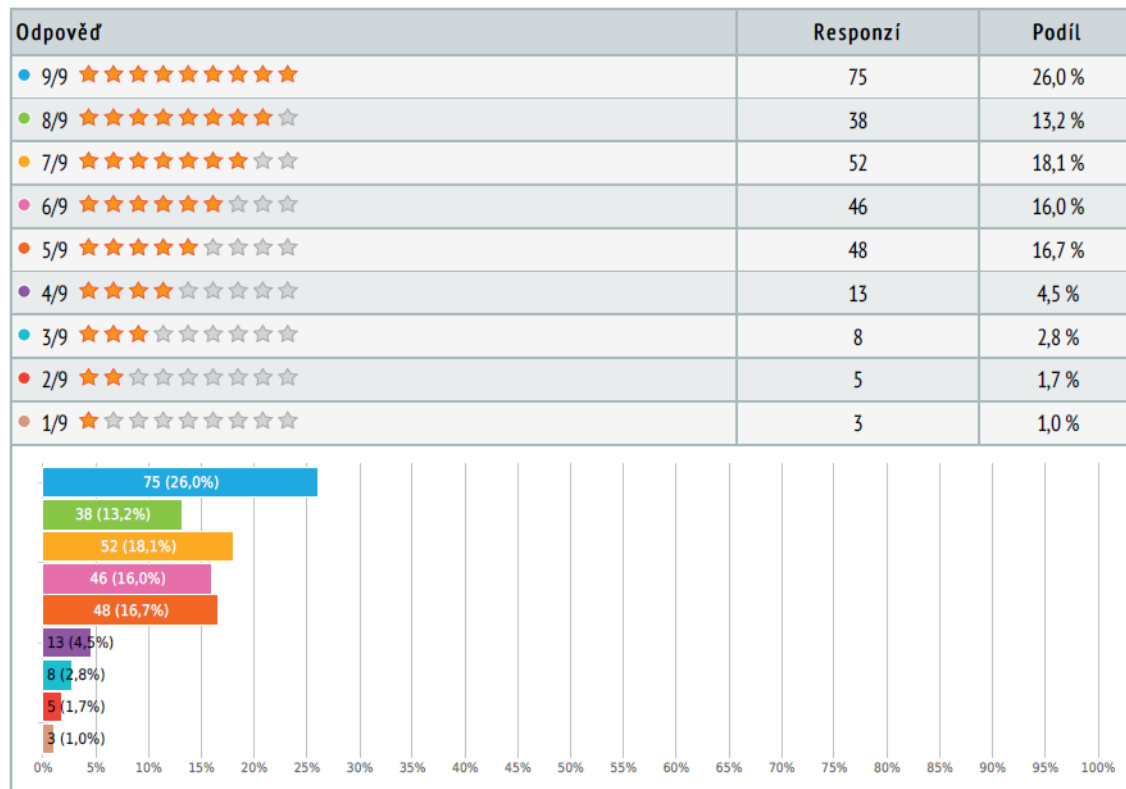 Odpověď Responzí Podíl
9/9 75 26,0 %
8/9 38 13,2 %
7/9 52 18,1 %
6/9 46 16,0 %
5/9 48 16,7 %
4/9 13 4,5 %
3/9 8 2,8 %
2/9 5 1,7 %
1/9 3 1,0 %
75 (26,0%)
38 (13,2%)
52 (18,1%)
46 (16,0%)
48 (16,7%)
13 (4,5%)
8 (2,8%)
5 (1,7%)
3 (1,0%)
0% 5% 10% 15% 20% 25% 30% 35% 40% 45% 50% 55% 60% 65% 70% 75% 80% 85% 90% 95% 100%